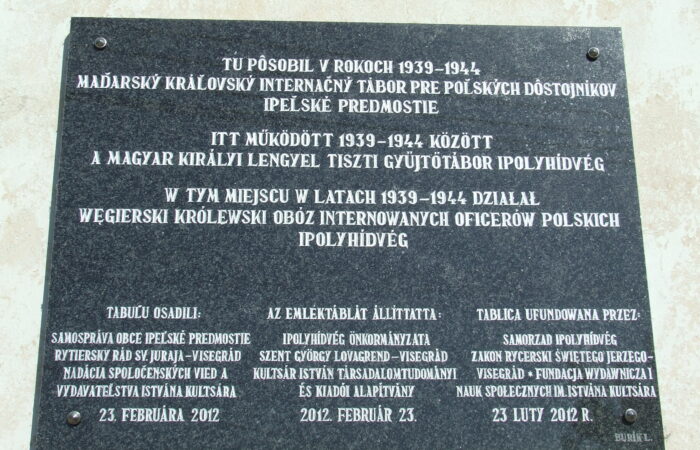 TU PÔSOBIL V ROKOCH 1939-1944
MAĎARSKÝ KRÁĽOVSKÝ INTERNAČNÝ TÁBOR PRE POĽSKÝCH DÔSTOJNÍKOV
IPEĽSKÉ PREDMOSTIE
ITT MŰKÖDÖTT 1939-1944 KÖZÖTT
A MAGYAR KIRÁLYI LENGYEL TISZTI GYŰJTŐTÁBOR IPOLYHÍDVÉG
W TYM MIEJSCU W LATACH 1939-1944 DZIAŁAŁ
WĘGIERSKI KRÓLEWSKI OBÓZ INTERNOWANYCH OFICERÓW POLSKICH
IPOLYHÍDVÉG
TABUĽU OSADILI:
SAMOSPRÁVA OBCE IPEĽSKÉ PREDMOSTIE
RYTIERSKY RÁD SV. JURAJA-VISEGRÁD
NADÁCIA SPOLOČENSKÝCH VIED A
VYDAVATEĽSTVA ISTVÁNA KULTSÁRA
23. FEBRUÁRA 2012
AZ EMLÉKTÁBLÁT ÁLLÍTTATTA:
IPOLYHÍDVÉG ÖNKORMÁNYZATA
SZENT GYÖRGY LOVAGREND-VISEGRÁD
KULTSÁR ISTVÁN TÁRSADALOMTUDOMÁNYI
ÉS KIADÓI ALAPÍTVÁNY
2012. FEBRUÁR 23.
TABLICA UFUNDOWANA PRZEZ:
SAMORZAD IPOLYHÍDVÉG
ZAKON RYCERSKI ŚWIĘTEGO JERZEGO-
VISEGRÁD * FUNDACJA WYDAWNICZA I
NAUK SPOŁECZNYCH IM. ISTVÁNA KULTSÁRA
23 LUTY 2012 R.
BURIK L.